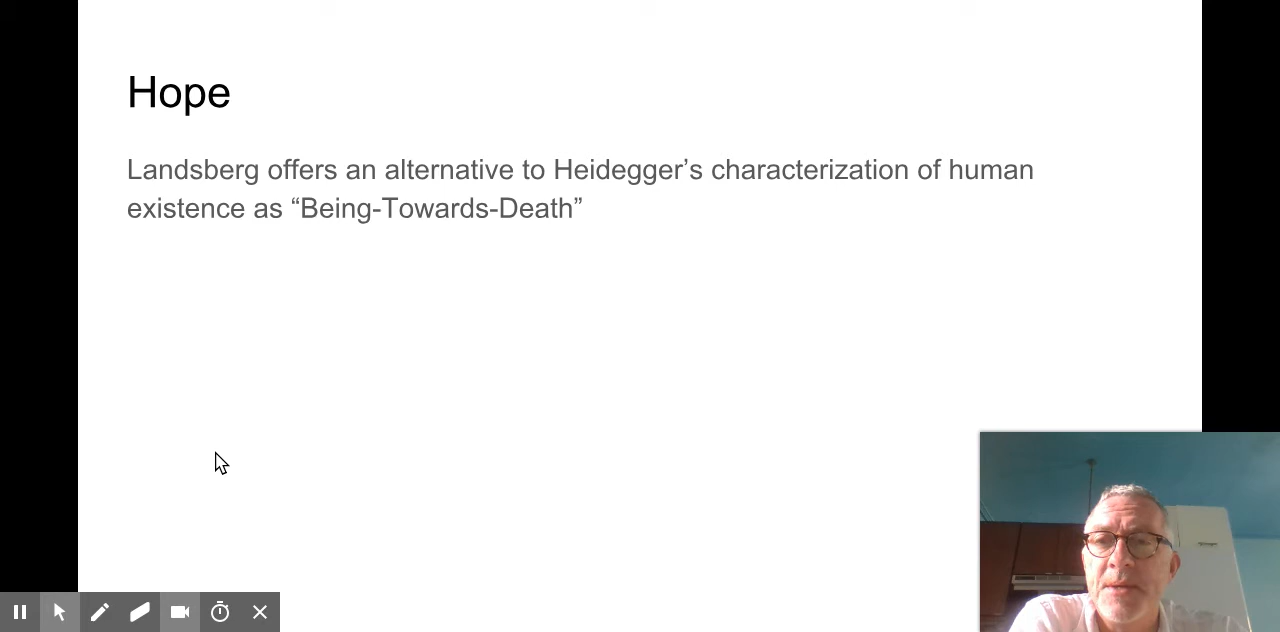 Hope
Landsberg offers an alternative to Heidegger’s characterization of human
existence as “Being-Towards-Death”